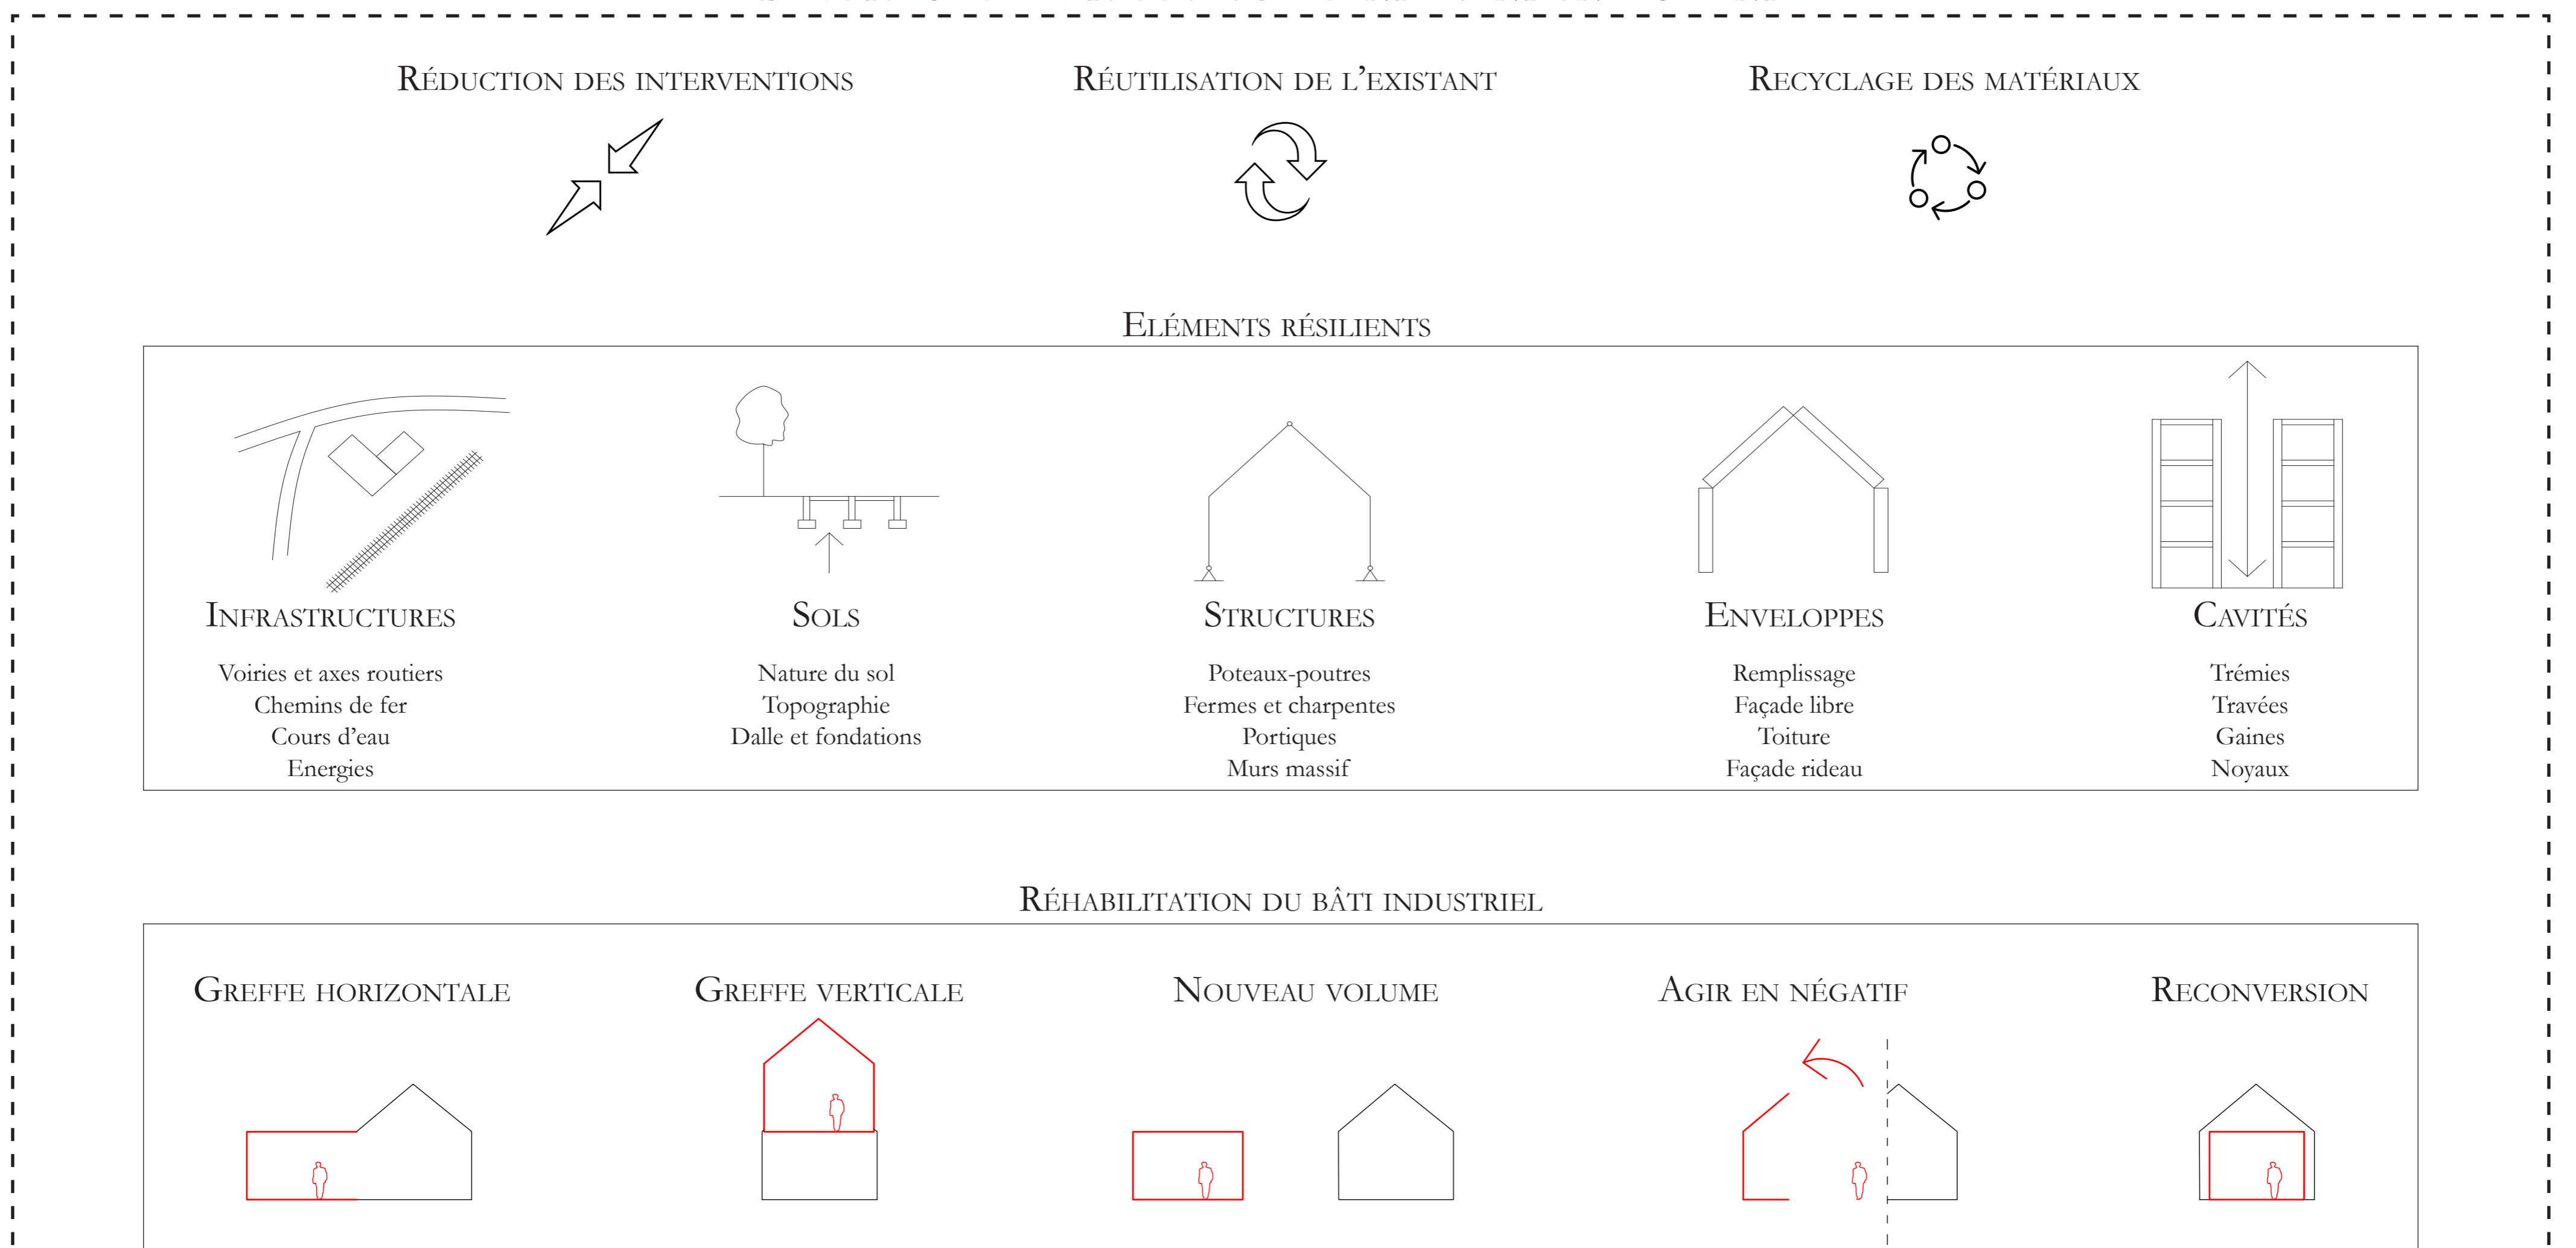 Réduction des interventions
Réutilisation de l'existant
Recyclage des matériaux
Eléments résilients
Infrastructures
Sols
Structures
Enveloppes
Cavités
Voiries et axes routiers
Chemins de fer
Cours d'eau
Energies
Nature du sol
Topographie
Dalle et fondations
Poteaux-poutres
Fermes et charpentes
Portiques
Murs massif
Remplissage
Façade libre
Toiture
Façade rideau
Trémies
Travées
Gaines
Noyaux
Réhabilitation du bâti industriel
Greffe horizontale
Greffe verticale
Nouveau volume
Agir en négatif
Reconversion